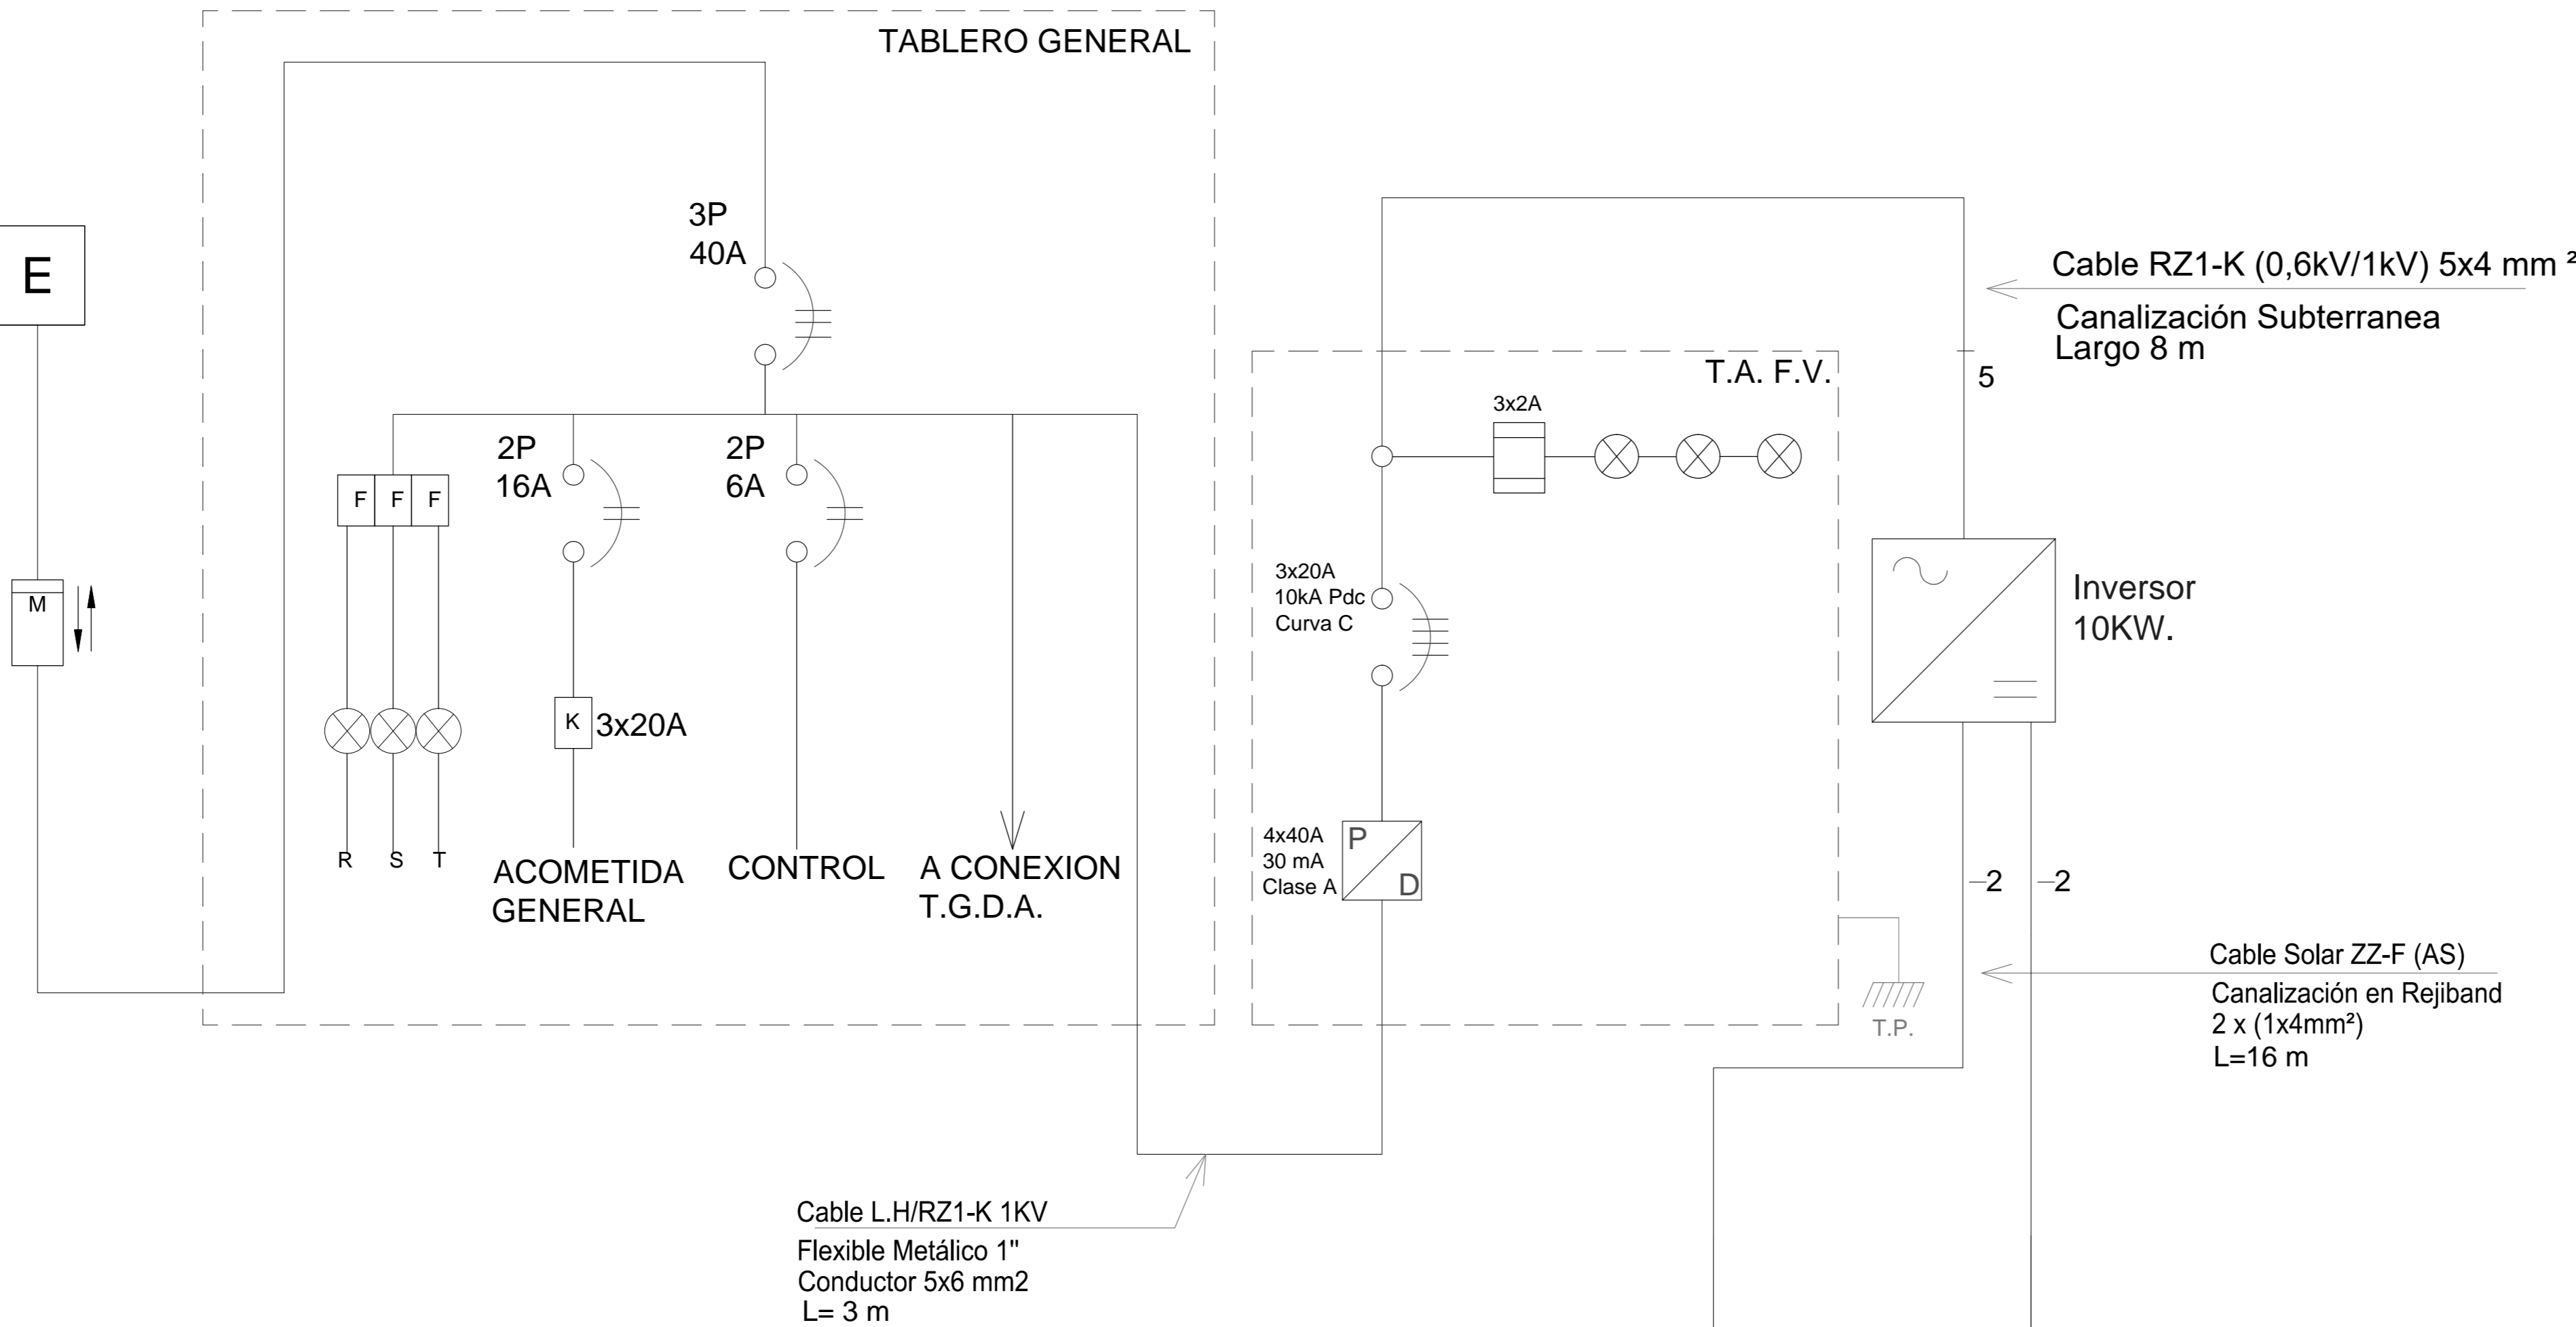 TABLERO GENERAL
E
M
3P
40A
2P
16A
2P
6A
F F F
K 3x20A
R S T
ACOMETIDA
GENERAL
CONTROL
A CONEXION
T.G.D.A.
T.A. F.V.
3x2A
3x20A
10kA Pdc
Curva C
4x40A
30 mA
Clase A
P
D
T.P.
Cable RZ1-K (0,6kV/1kV) 5x4 mm ²
Canalización Subterranea
Largo 8 m
5
Inversor
10KW.
2 2
Cable Solar ZZ-F (AS)
Canalización en Rejiband
2 x (1x4mm²)
L=16 m
Cable L.H/RZ1-K 1KV
Flexible Metálico 1"
Conductor 5x6 mm2
L= 3 m